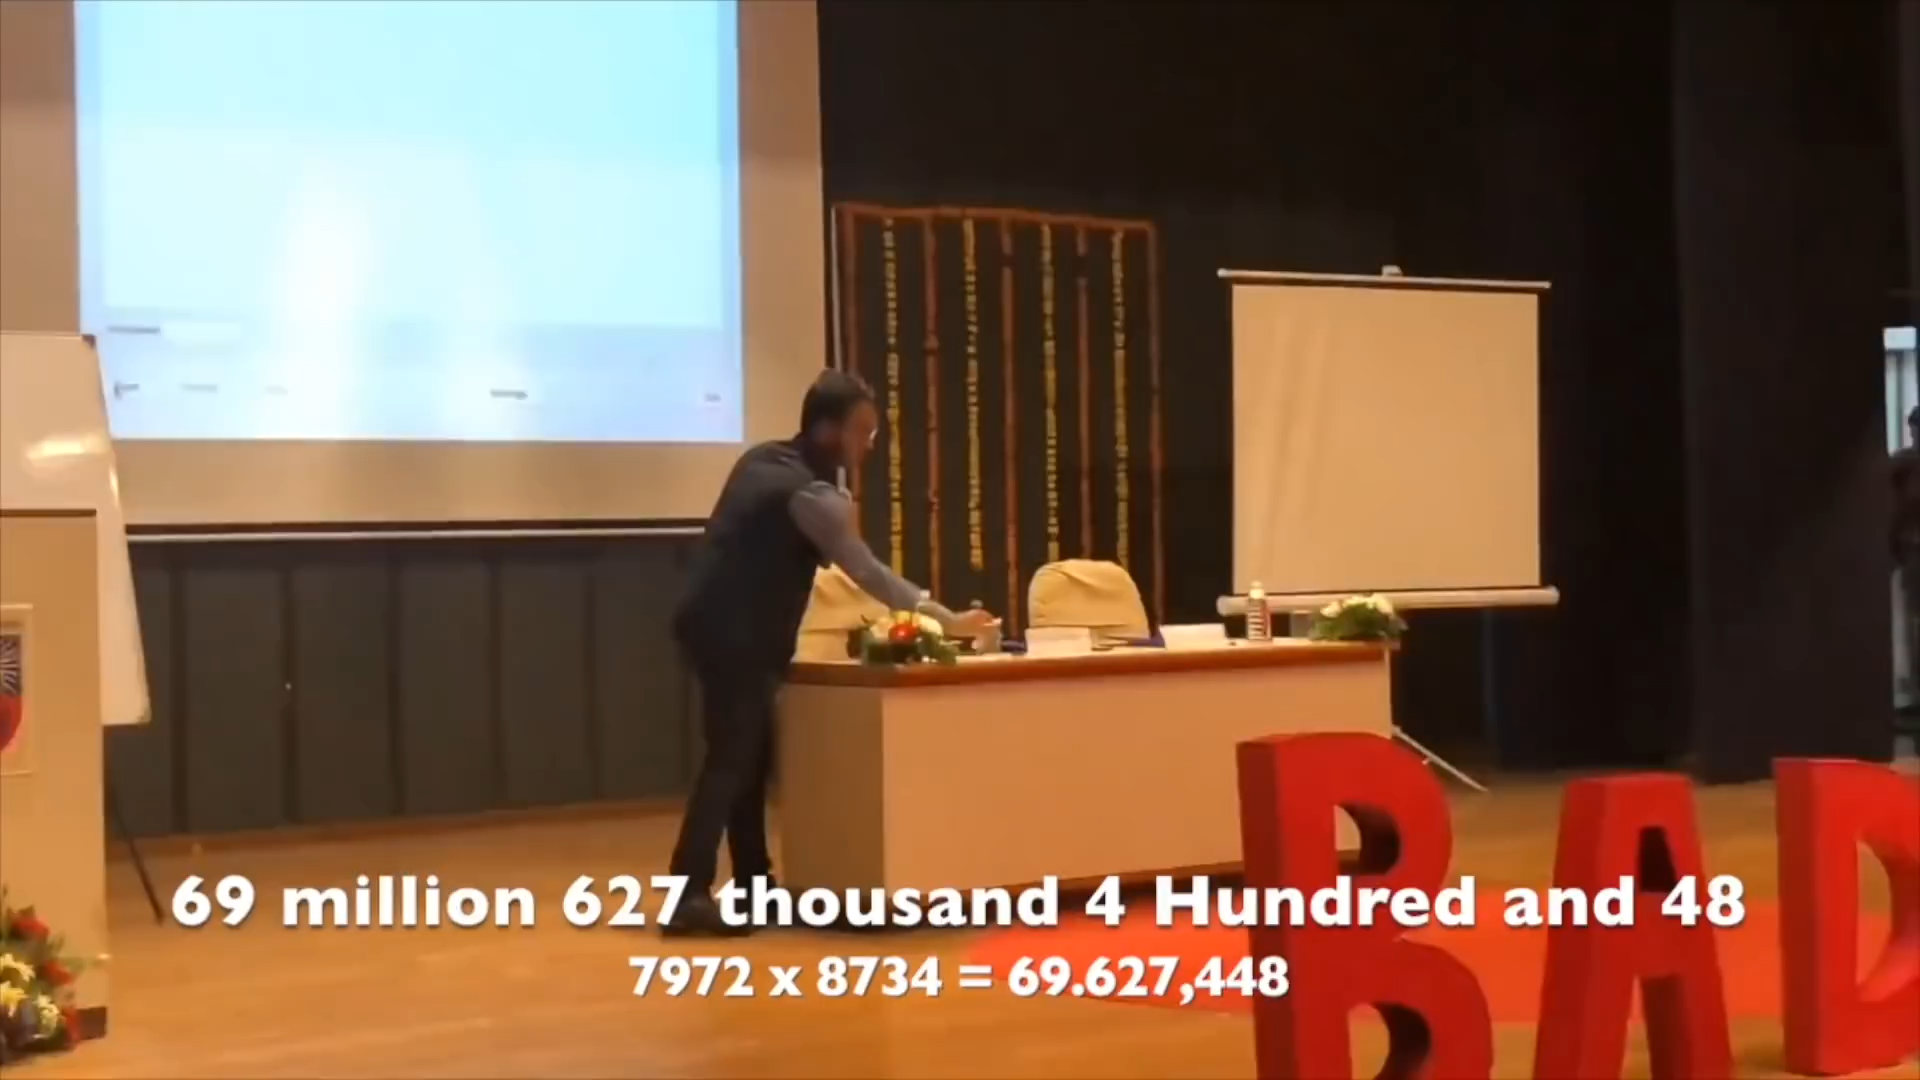 69 million 627 thousand 4 Hundred and 48
7972 x 8734 = 69.627,448
BAD